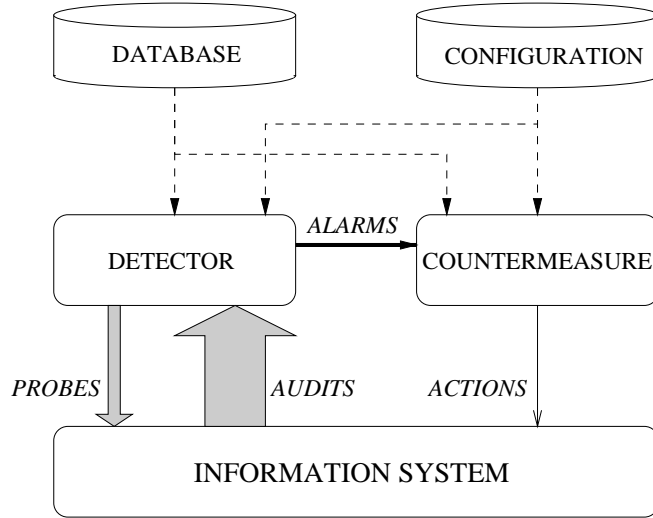 DATABASE
CONFIGURATION
ALARMS
DETECTOR
COUNTERMEASURE
PROBES
AUDITS
ACTIONS
INFORMATION SYSTEM